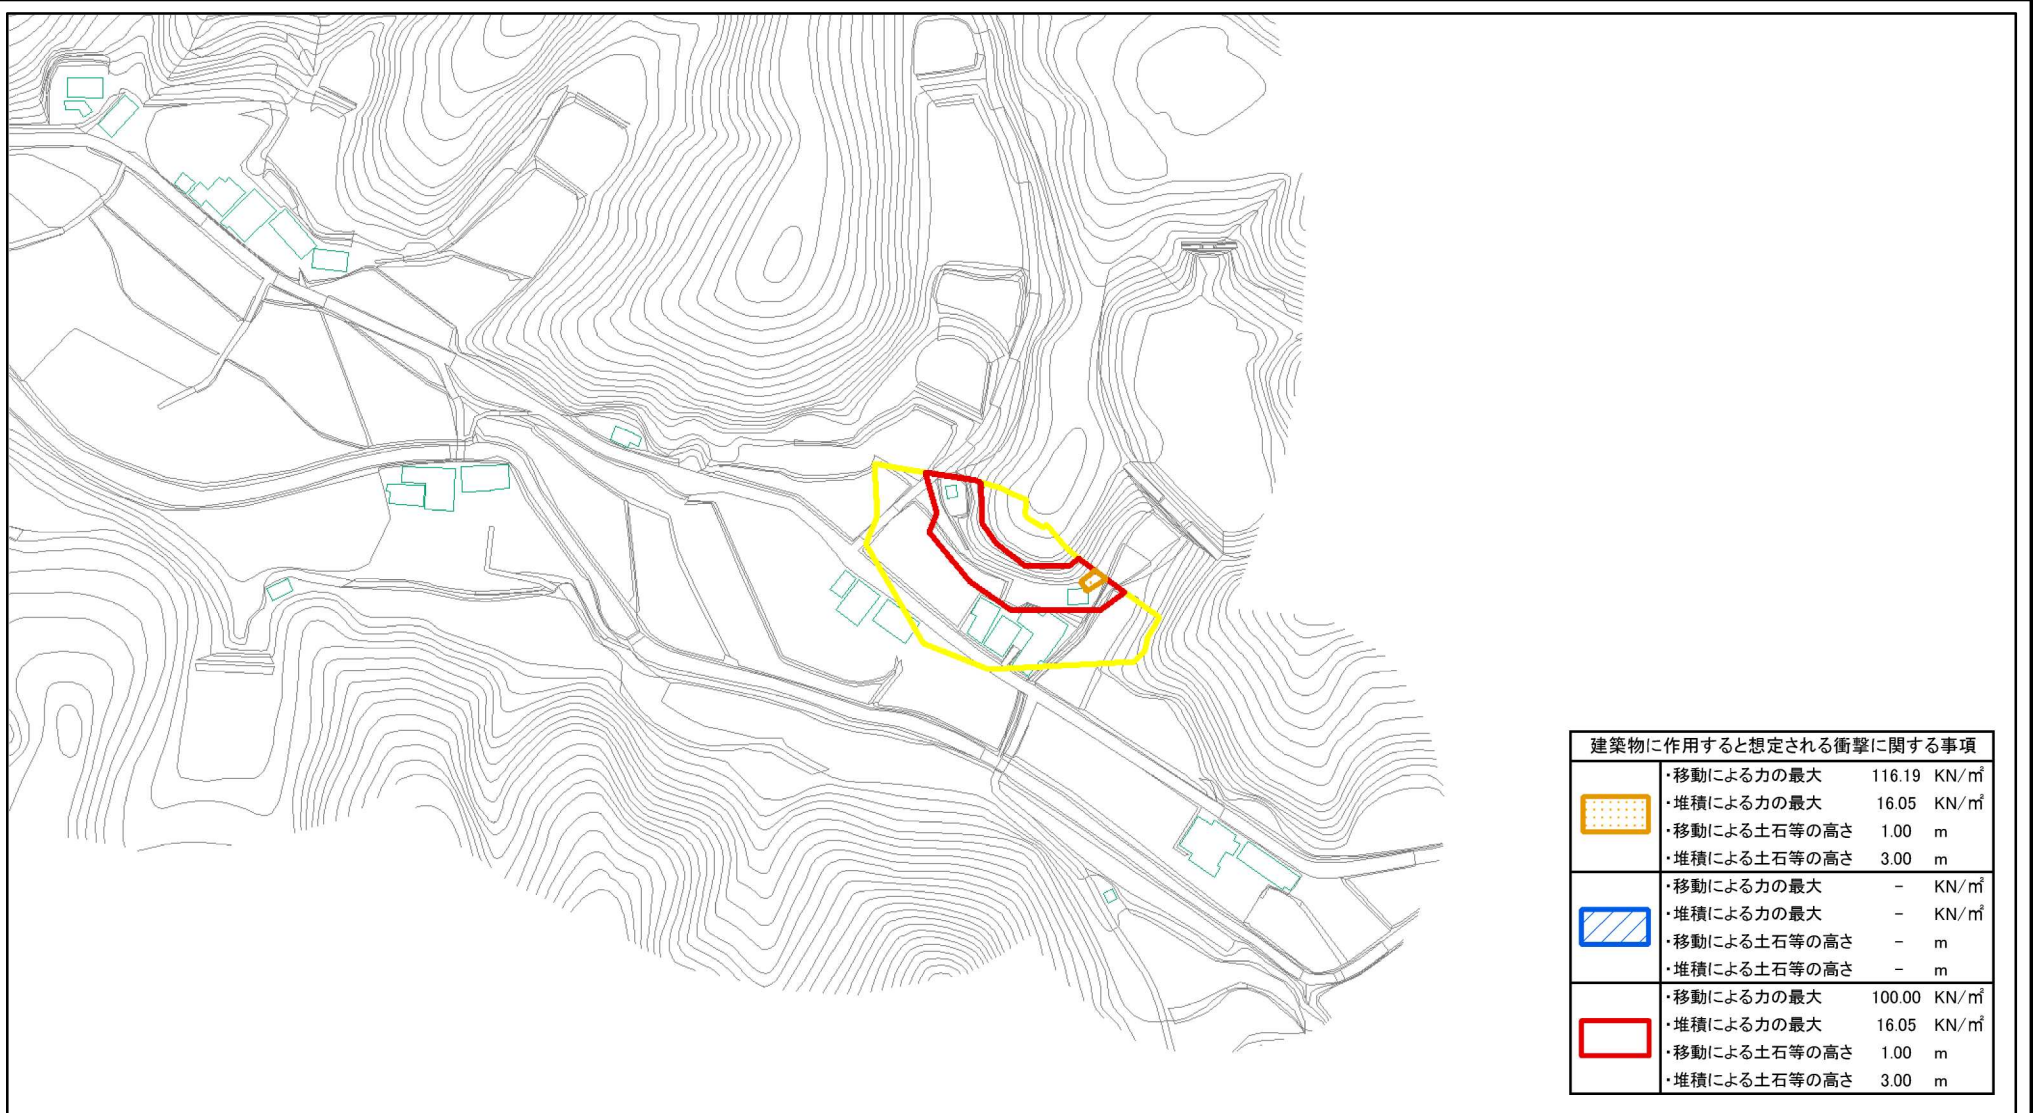 建築物に作用すると想定される衝撃に関する事項
・移動による力の最大 116.19 KN/㎡
・堆積による力の最大 16.05 KN/㎡
・移動による土石等の高さ 1.00 m
・堆積による土石等の高さ 3.00 m
・移動による力の最大 － KN/㎡
・堆積による力の最大 － KN/㎡
・移動による土石等の高さ － m
・堆積による土石等の高さ － m
・移動による力の最大 100.00 KN/㎡
・堆積による力の最大 16.05 KN/㎡
・移動による土石等の高さ 1.00 m
・堆積による土石等の高さ 3.00 m